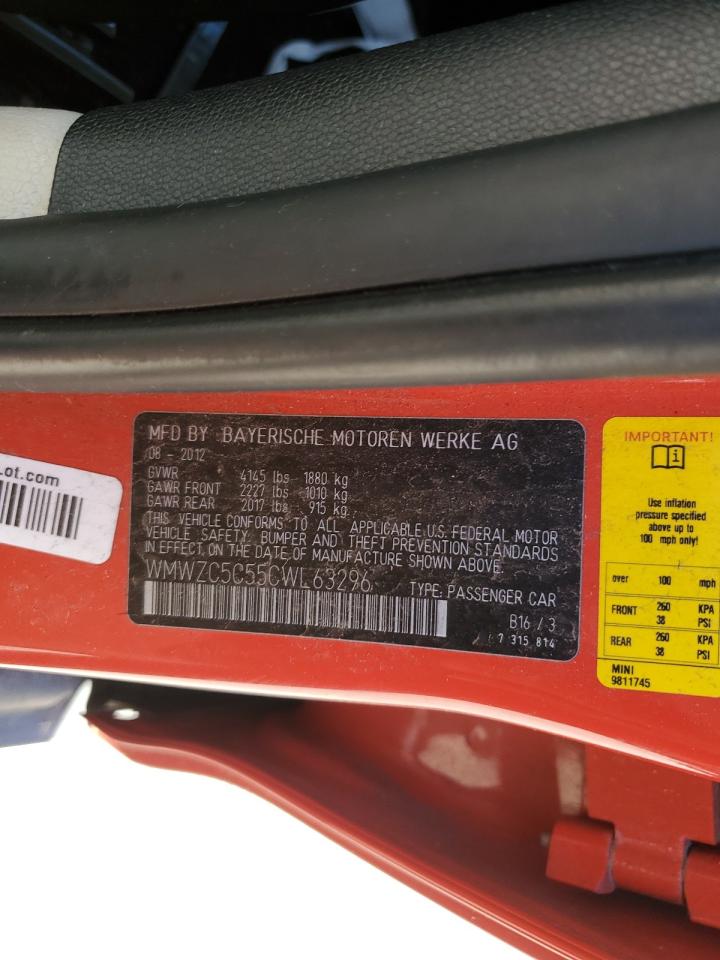 ot.com
MFD BY BAYERISCHE MOTOREN WERKE AG
08 - 2012
GVWR 4145 lbs 1880 kg
GAWR FRONT 2227 lbs 1010 kg
GAWR REAR 2017 lbs 915 kg
THIS VEHICLE CONFORMS TO ALL APPLICABLE U.S. FEDERAL MOTOR
VEHICLE SAFETY, BUMPER AND THEFT PREVENTION STANDARDS
IN EFFECT ON THE DATE OF MANUFACTURE SHOWN ABOVE.
WMWZC5C55CWL63296 TYPE: PASSENGER CAR
B16 / 3
7 315 814
IMPORTANT!
Use inflation
pressure specified
above up to
100 mph only!
over 100 mph
FRONT 260 KPA
38 PSI
REAR 260 KPA
38 PSI
MINI
9811745